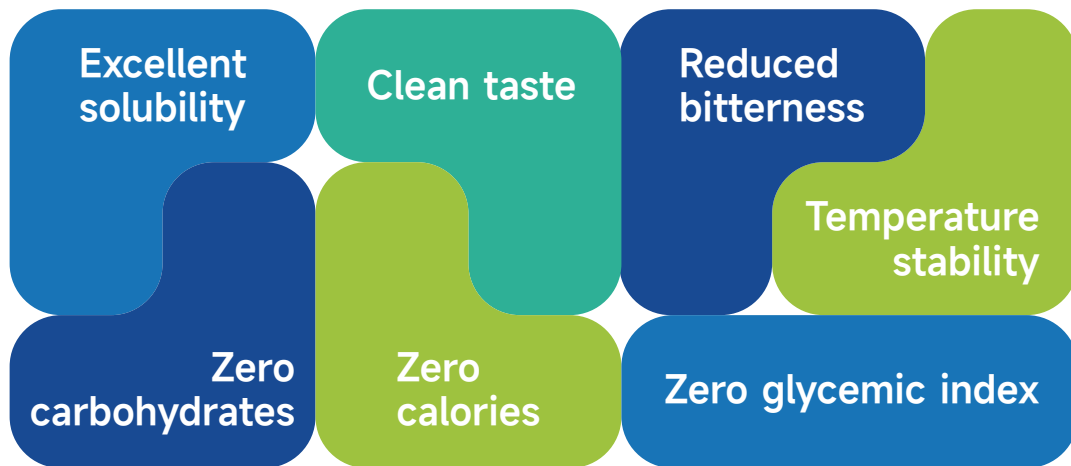 Excellent
solubility
Clean taste
Reduced
bitterness
Temperature
stability
Zero
carbohydrates
Zero
calories
Zero glycemic index